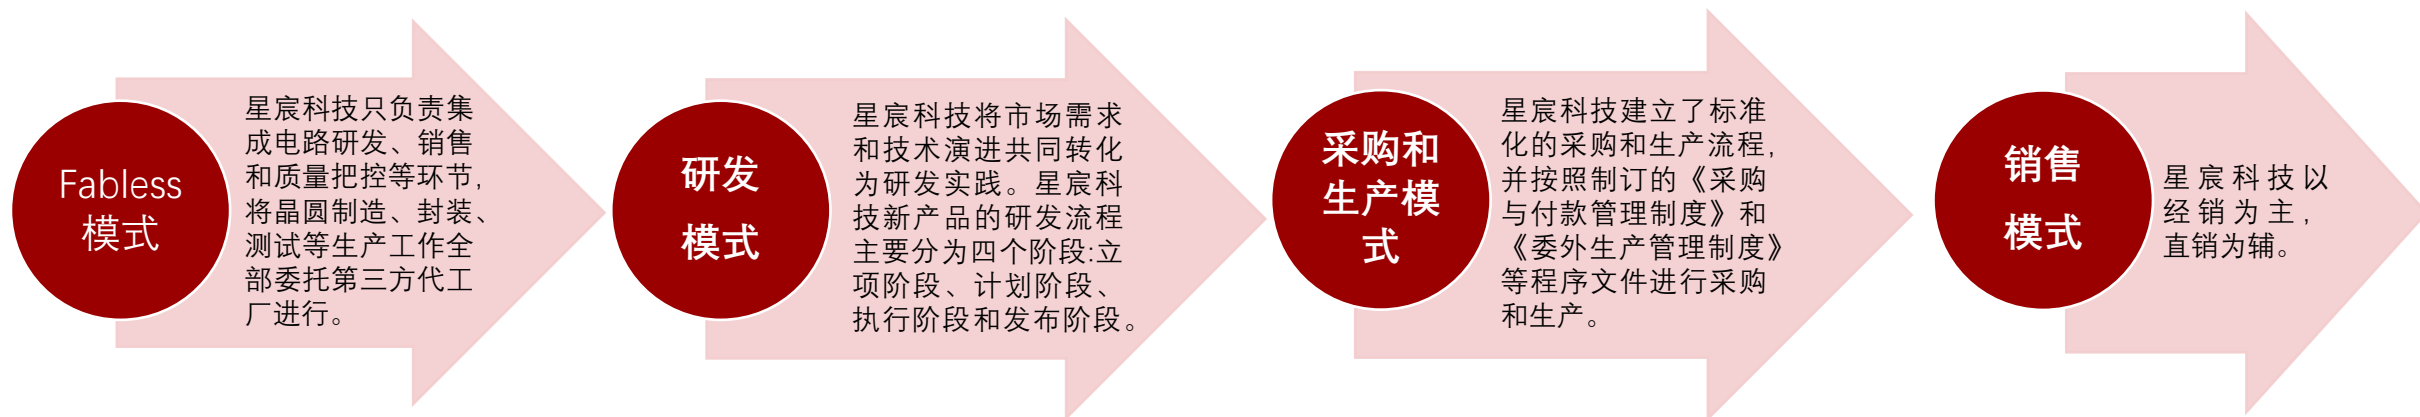 Fabless
模式
星宸科技只负责集
成电路研发、销售
和质量把控等环节,
将晶圆制造、封装、
测试等生产工作全
部委托第三方代工
厂进行。
研发
模式
星宸科技将市场需求
和技术演进共同转化
为研发实践。星宸科
技新产品的研发流程
主要分为四个阶段:立
项阶段、计划阶段、
执行阶段和发布阶段。
采购和
生产模
式
星宸科技建立了标准
化的采购和生产流程,
并按照制订的《采购
与付款管理制度》和
《委外生产管理制度》
等程序文件进行采购
和生产。
销售
模式
星宸科技以
经销为主,
直销为辅。